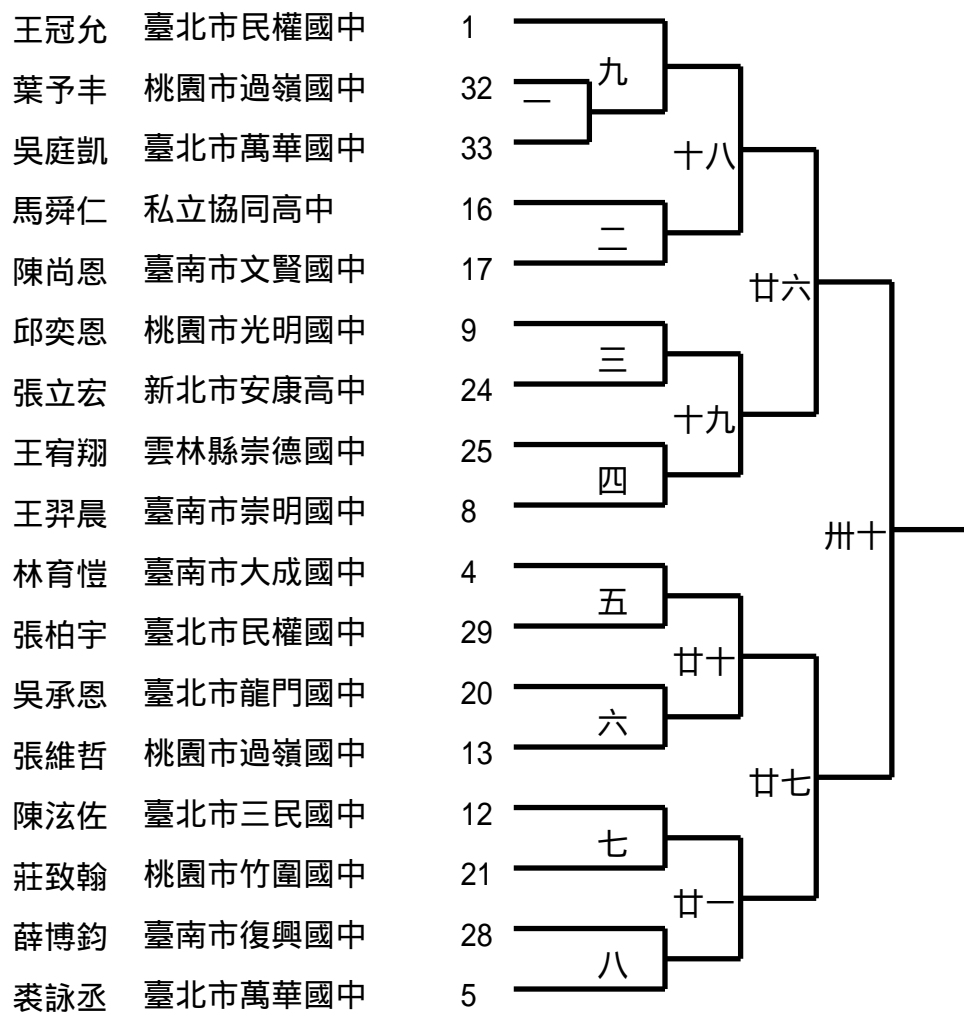 王冠允 臺北市民權國中 1
九
葉予丰 桃園市過嶺國中 32
一
吳庭凱 臺北市萬華國中 33
十八
馬舜仁 私立協同高中 16
二
陳尚恩 臺南市文賢國中 17
廿六
邱奕恩 桃園市光明國中 9
三
張立宏 新北市安康高中 24
十九
王宥翔 雲林縣崇德國中 25
四
王羿晨 臺南市崇明國中 8
卅十
林育愷 臺南市大成國中 4
五
張柏宇 臺北市民權國中 29
廿十
吳承恩 臺北市龍門國中 20
六
張維哲 桃園市過嶺國中 13
廿七
陳泫佐 臺北市三民國中 12
七
莊致翰 桃園市竹圍國中 21
廿一
薛博鈞 臺南市復興國中 28
八
裘詠丞 臺北市萬華國中 5